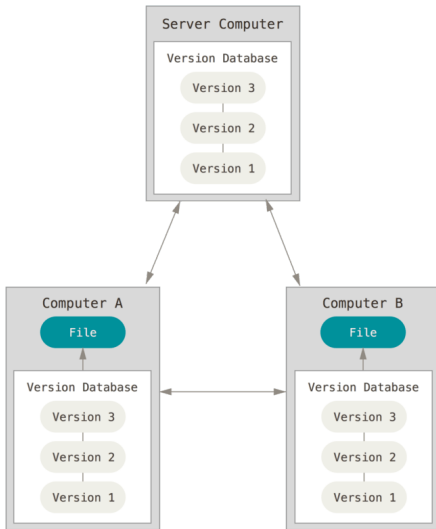 Server Computer
Version Database
Version 3
Version 2
Version 1
Computer A
File
Version Database
Version 3
Version 2
Version 1
Computer B
File
Version Database
Version 3
Version 2
Version 1